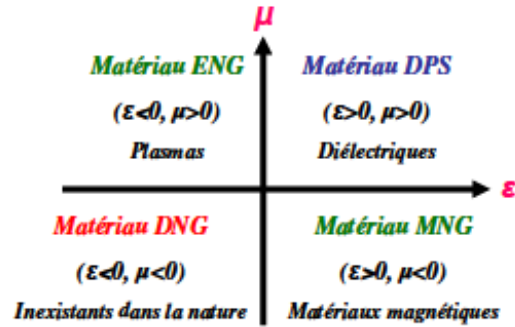 μ
Matériau ENG
(ε<0, μ>0)
Plasmas
Matériau DPS
(ε>0, μ>0)
Diélectriques
ε
Matériau DNG
(ε<0, μ<0)
Inexistants dans la nature
Matériau MNG
(ε>0, μ<0)
Matériaux magnétiques